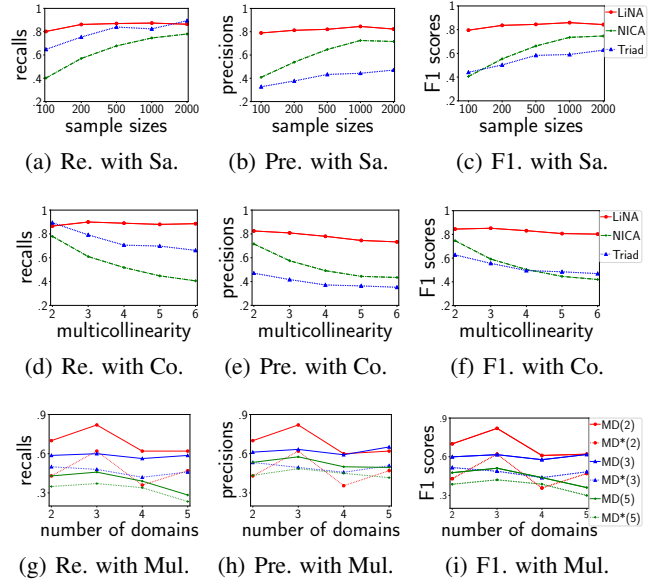 recalls
1
.8
.6
.4
.2
100 200 500 1000 2000
sample sizes
(a) Re. with Sa.
precisions
1
.8
.6
.4
.2
100 200 500 1000 2000
sample sizes
(b) Pre. with Sa.
F1 scores
1
.8
.6
.4
.2
100 200 500 1000 2000
sample sizes
(c) F1. with Sa.
LiNA
NICA
Triad
recalls
1
.8
.6
.4
.2
2 3 4 5 6
multicollinearity
(d) Re. with Co.
precisions
1
.8
.6
.4
.2
2 3 4 5 6
multicollinearity
(e) Pre. with Co.
F1 scores
1
.8
.6
.4
.2
2 3 4 5 6
multicollinearity
(f) F1. with Co.
LiNA
NICA
Triad
recalls
.9
.6
.3
2 3 4 5
number of domains
(g) Re. with Mul.
precisions
.9
.6
.3
2 3 4 5
number of domains
(h) Pre. with Mul.
F1 scores
.9
.6
.3
2 3 4 5
number of domains
(i) F1. with Mul.
MD(2)
MD*(2)
MD(3)
MD*(3)
MD(5)
MD*(5)